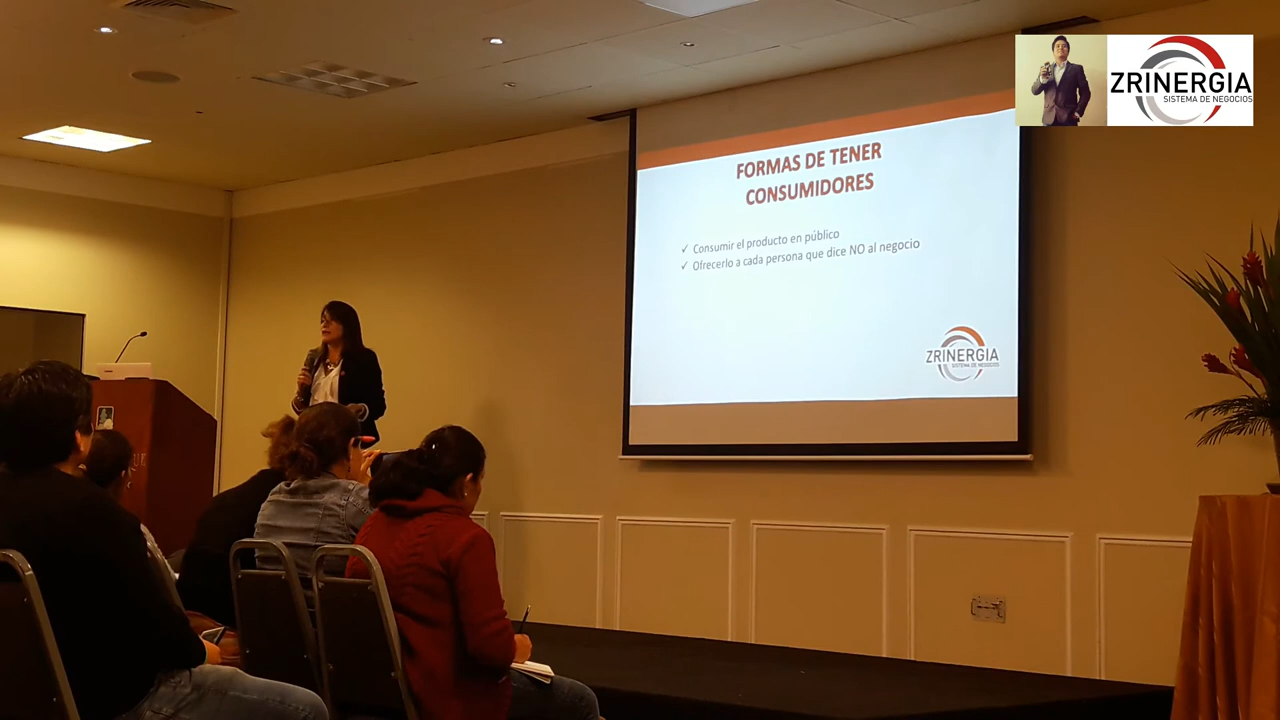 ZRINERGIA
SISTEMA DE NEGOCIOS
FORMAS DE TENER
CONSUMIDORES
✓ Consumir el producto en público
✓ Ofrecerlo a cada persona que dice NO al negocio
ZRINERGIA
SISTEMA DE NEGOCIOS